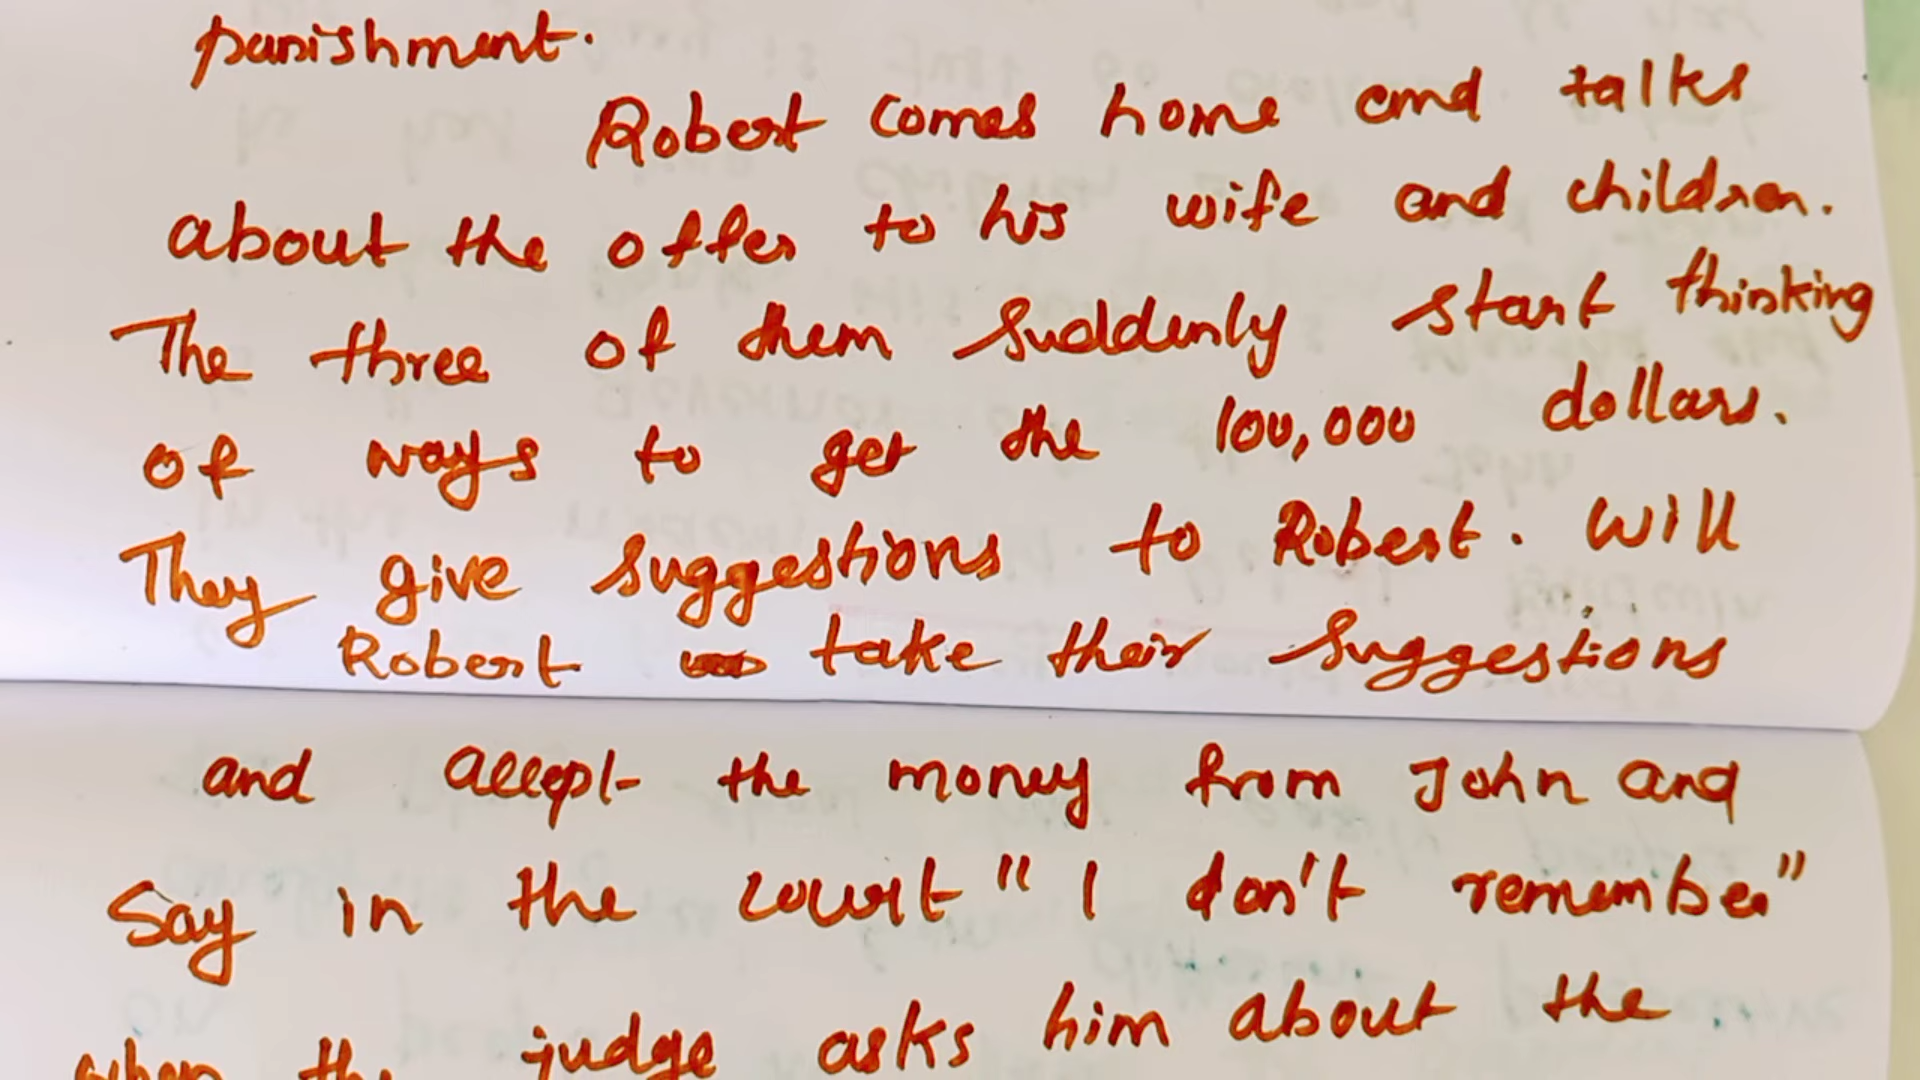 punishment.
Robert comes home and talks
about the offer to his wife and children.
The three of them suddenly start thinking
of ways to get the 100,000 dollars.
They give suggestions to Robert. Will
Robert take their suggestions
and accept the money from John and
Say in the court "I don't remember"
when the judge asks him about the